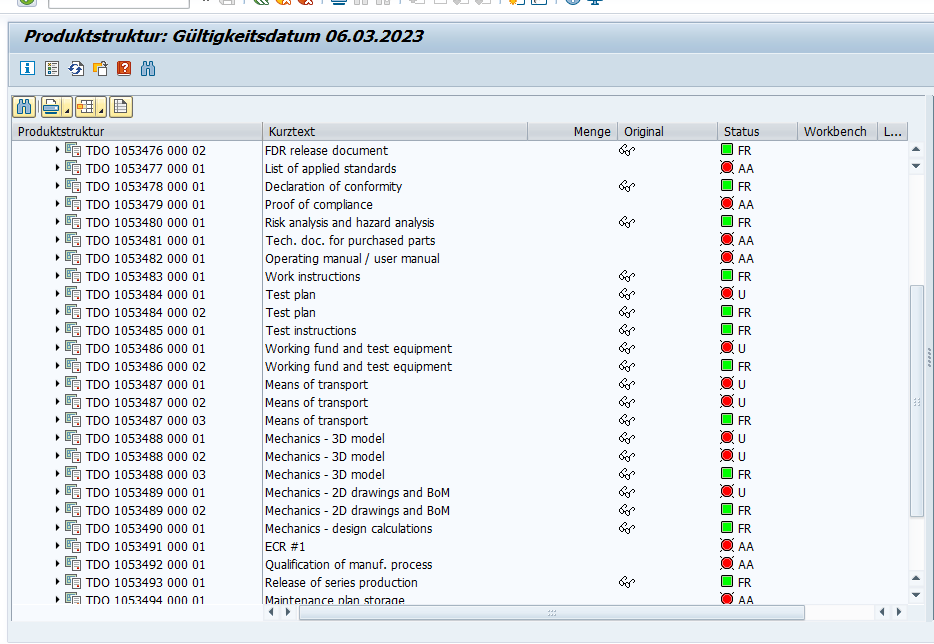 Produktstruktur: Gültigkeitsdatum 06.03.2023
Produktstruktur Kurztext Menge Original Status Workbench L...
TDO 1053476 000 02 FDR release document FR
TDO 1053477 000 01 List of applied standards AA
TDO 1053478 000 01 Declaration of conformity FR
TDO 1053479 000 01 Proof of compliance AA
TDO 1053480 000 01 Risk analysis and hazard analysis FR
TDO 1053481 000 01 Tech. doc. for purchased parts AA
TDO 1053482 000 01 Operating manual / user manual AA
TDO 1053483 000 01 Work instructions FR
TDO 1053484 000 01 Test plan U
TDO 1053484 000 02 Test plan FR
TDO 1053485 000 01 Test instructions FR
TDO 1053486 000 01 Working fund and test equipment U
TDO 1053486 000 02 Working fund and test equipment FR
TDO 1053487 000 01 Means of transport U
TDO 1053487 000 02 Means of transport U
TDO 1053487 000 03 Means of transport FR
TDO 1053488 000 01 Mechanics - 3D model U
TDO 1053488 000 02 Mechanics - 3D model U
TDO 1053488 000 03 Mechanics - 3D model FR
TDO 1053489 000 01 Mechanics - 2D drawings and BoM U
TDO 1053489 000 02 Mechanics - 2D drawings and BoM FR
TDO 1053490 000 01 Mechanics - design calculations FR
TDO 1053491 000 01 ECR #1 AA
TDO 1053492 000 01 Qualification of manuf. process AA
TDO 1053493 000 01 Release of series production FR
TDO 1053494 000 01 Maintenance plan storage AA